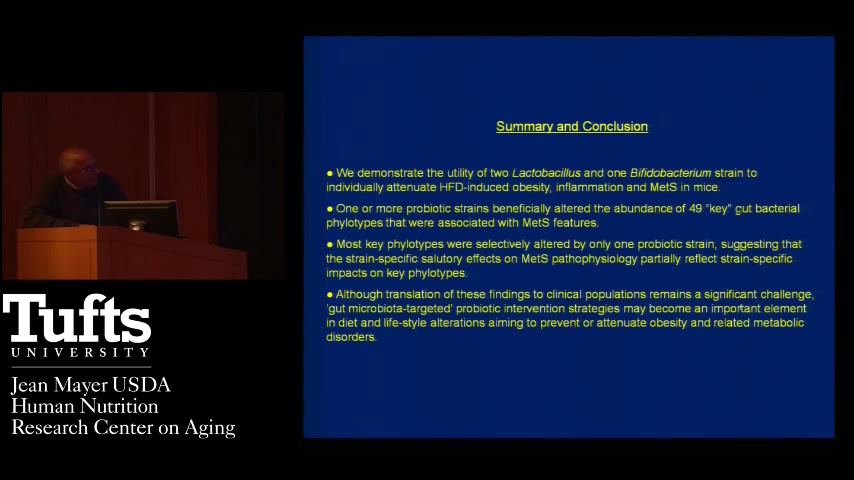 Summary and Conclusion
● We demonstrate the utility of two Lactobacillus and one Bifidobacterium strain to
individually attenuate HFD-induced obesity, inflammation and MetS in mice.
● One or more probiotic strains beneficially altered the abundance of 49 "key" gut bacterial
phylotypes that were associated with MetS features.
● Most key phylotypes were selectively altered by only one probiotic strain, suggesting that
the strain-specific salutory effects on MetS pathophysiology partially reflect strain-specific
impacts on key phylotypes.
● Although translation of these findings to clinical populations remains a significant challenge,
'gut microbiota-targeted' probiotic intervention strategies may become an important element
in diet and life-style alterations aiming to prevent or attenuate obesity and related metabolic
disorders.
Tufts
UNIVERSITY
Jean Mayer USDA
Human Nutrition
Research Center on Aging